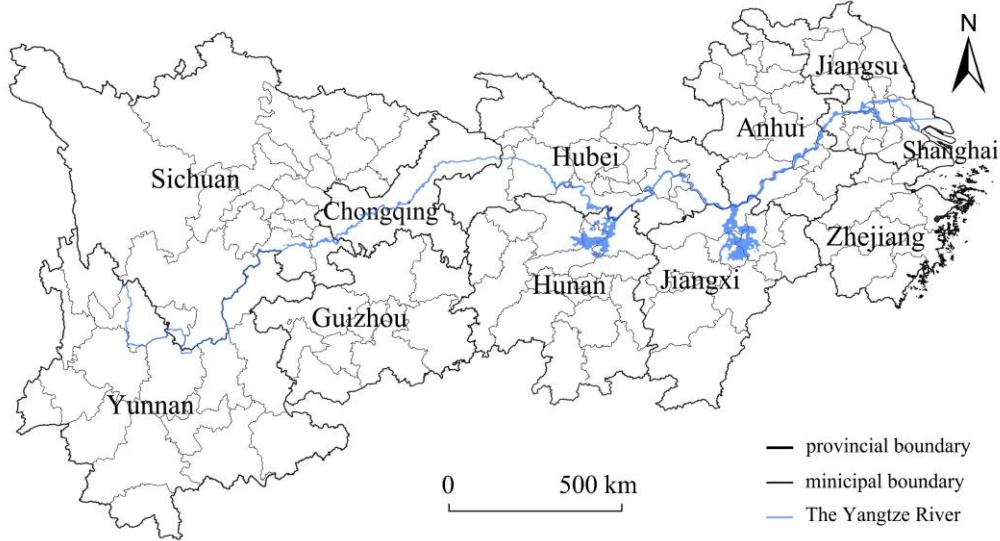 N
Jiangsu
Anhui
Shanghai
Hubei
Sichuan
Chongqing
Zhejiang
Hunan
Jiangxi
Guizhou
Yunnan
provincial boundary
minicipal boundary
The Yangtze River
0 500 km